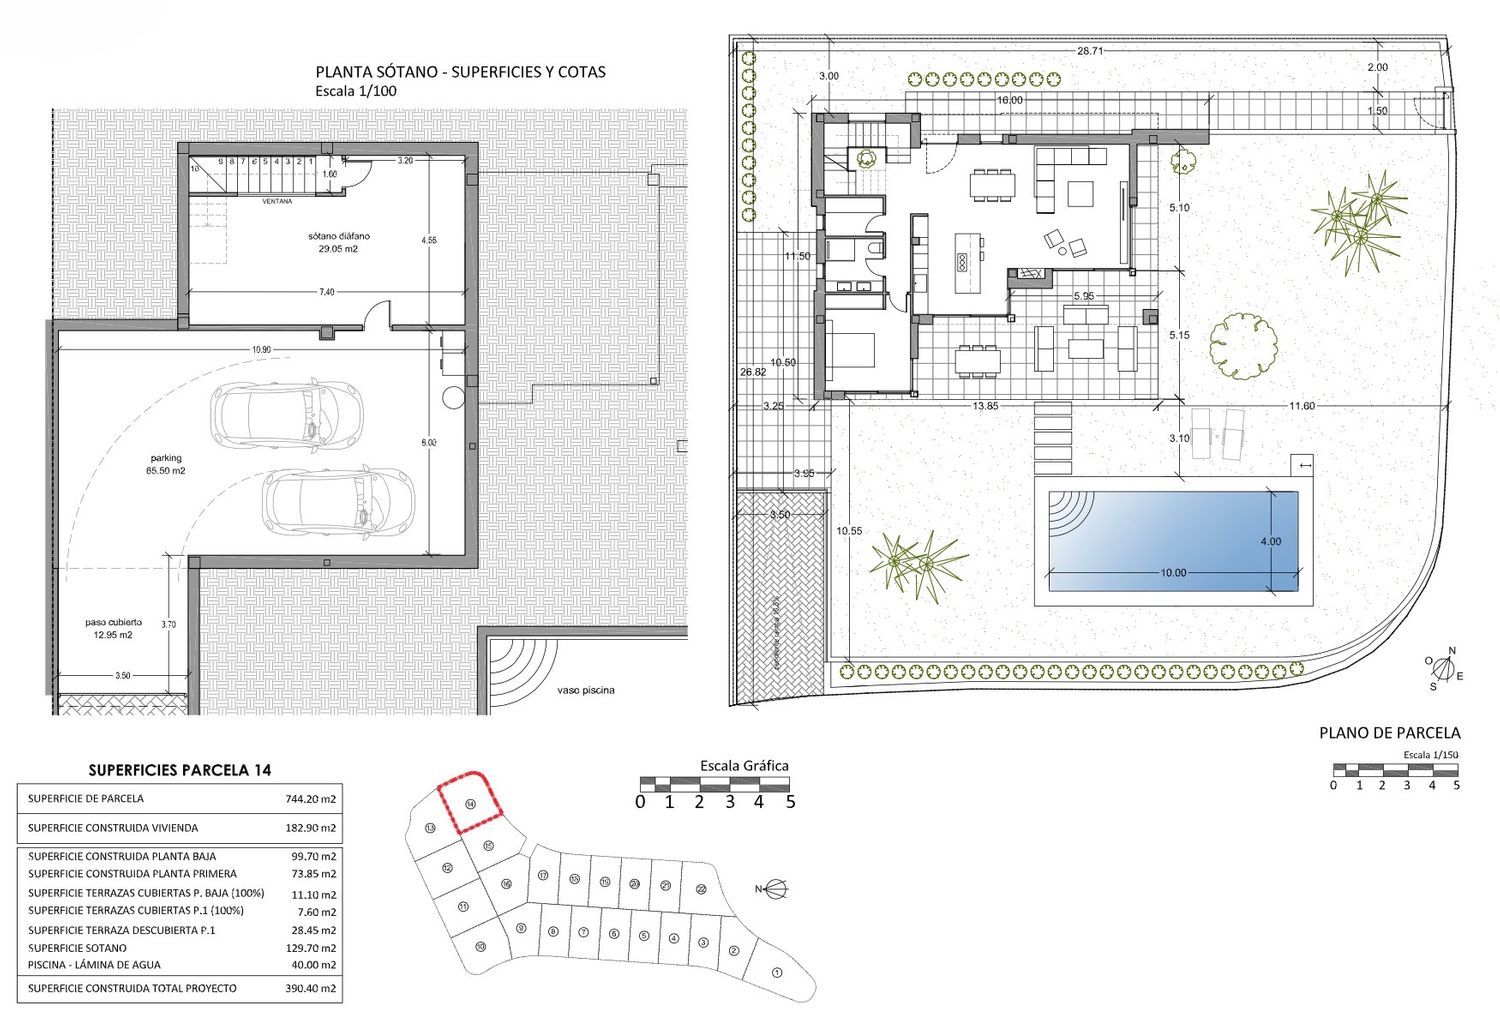 PLANTA SÓTANO - SUPERFICIES Y COTAS
Escala 1/100
10 9 8 7 6 5 4 3 2 1
1.00
3.20
VENTANA
sótano diáfano
29.05 m2
4.55
7.40
10.90
parking
65.50 m2
6.00
paso cubierto
12.95 m2
3.70
3.50
vaso piscina
28.71
3.00
2.00
16.00
1.50
5.10
11.50
5.95
5.15
10.50
26.82
3.25
13.85
11.60
3.10
3.95
3.50
10.55
4.00
10.00
N
O
E
S
PLANO DE PARCELA
Escala 1/150
0 1 2 3 4 5
SUPERFICIES PARCELA 14
SUPERFICIE DE PARCELA 744.20 m2
SUPERFICIE CONSTRUIDA VIVIENDA 182.90 m2
SUPERFICIE CONSTRUIDA PLANTA BAJA 99.70 m2
SUPERFICIE CONSTRUIDA PLANTA PRIMERA 73.85 m2
SUPERFICIE TERRAZAS CUBIERTAS P. BAJA (100%) 11.10 m2
SUPERFICIE TERRAZAS CUBIERTAS P.1 (100%) 7.60 m2
SUPERFICIE TERRAZA DESCUBIERTA P.1 28.45 m2
SUPERFICIE SOTANO 129.70 m2
PISCINA - LÁMINA DE AGUA 40.00 m2
SUPERFICIE CONSTRUIDA TOTAL PROYECTO 390.40 m2
Escala Gráfica
0 1 2 3 4 5
14
13
15
12
16
17
18
19
20
21
22
N
11
10
9
8
7
6
5
4
3
2
1